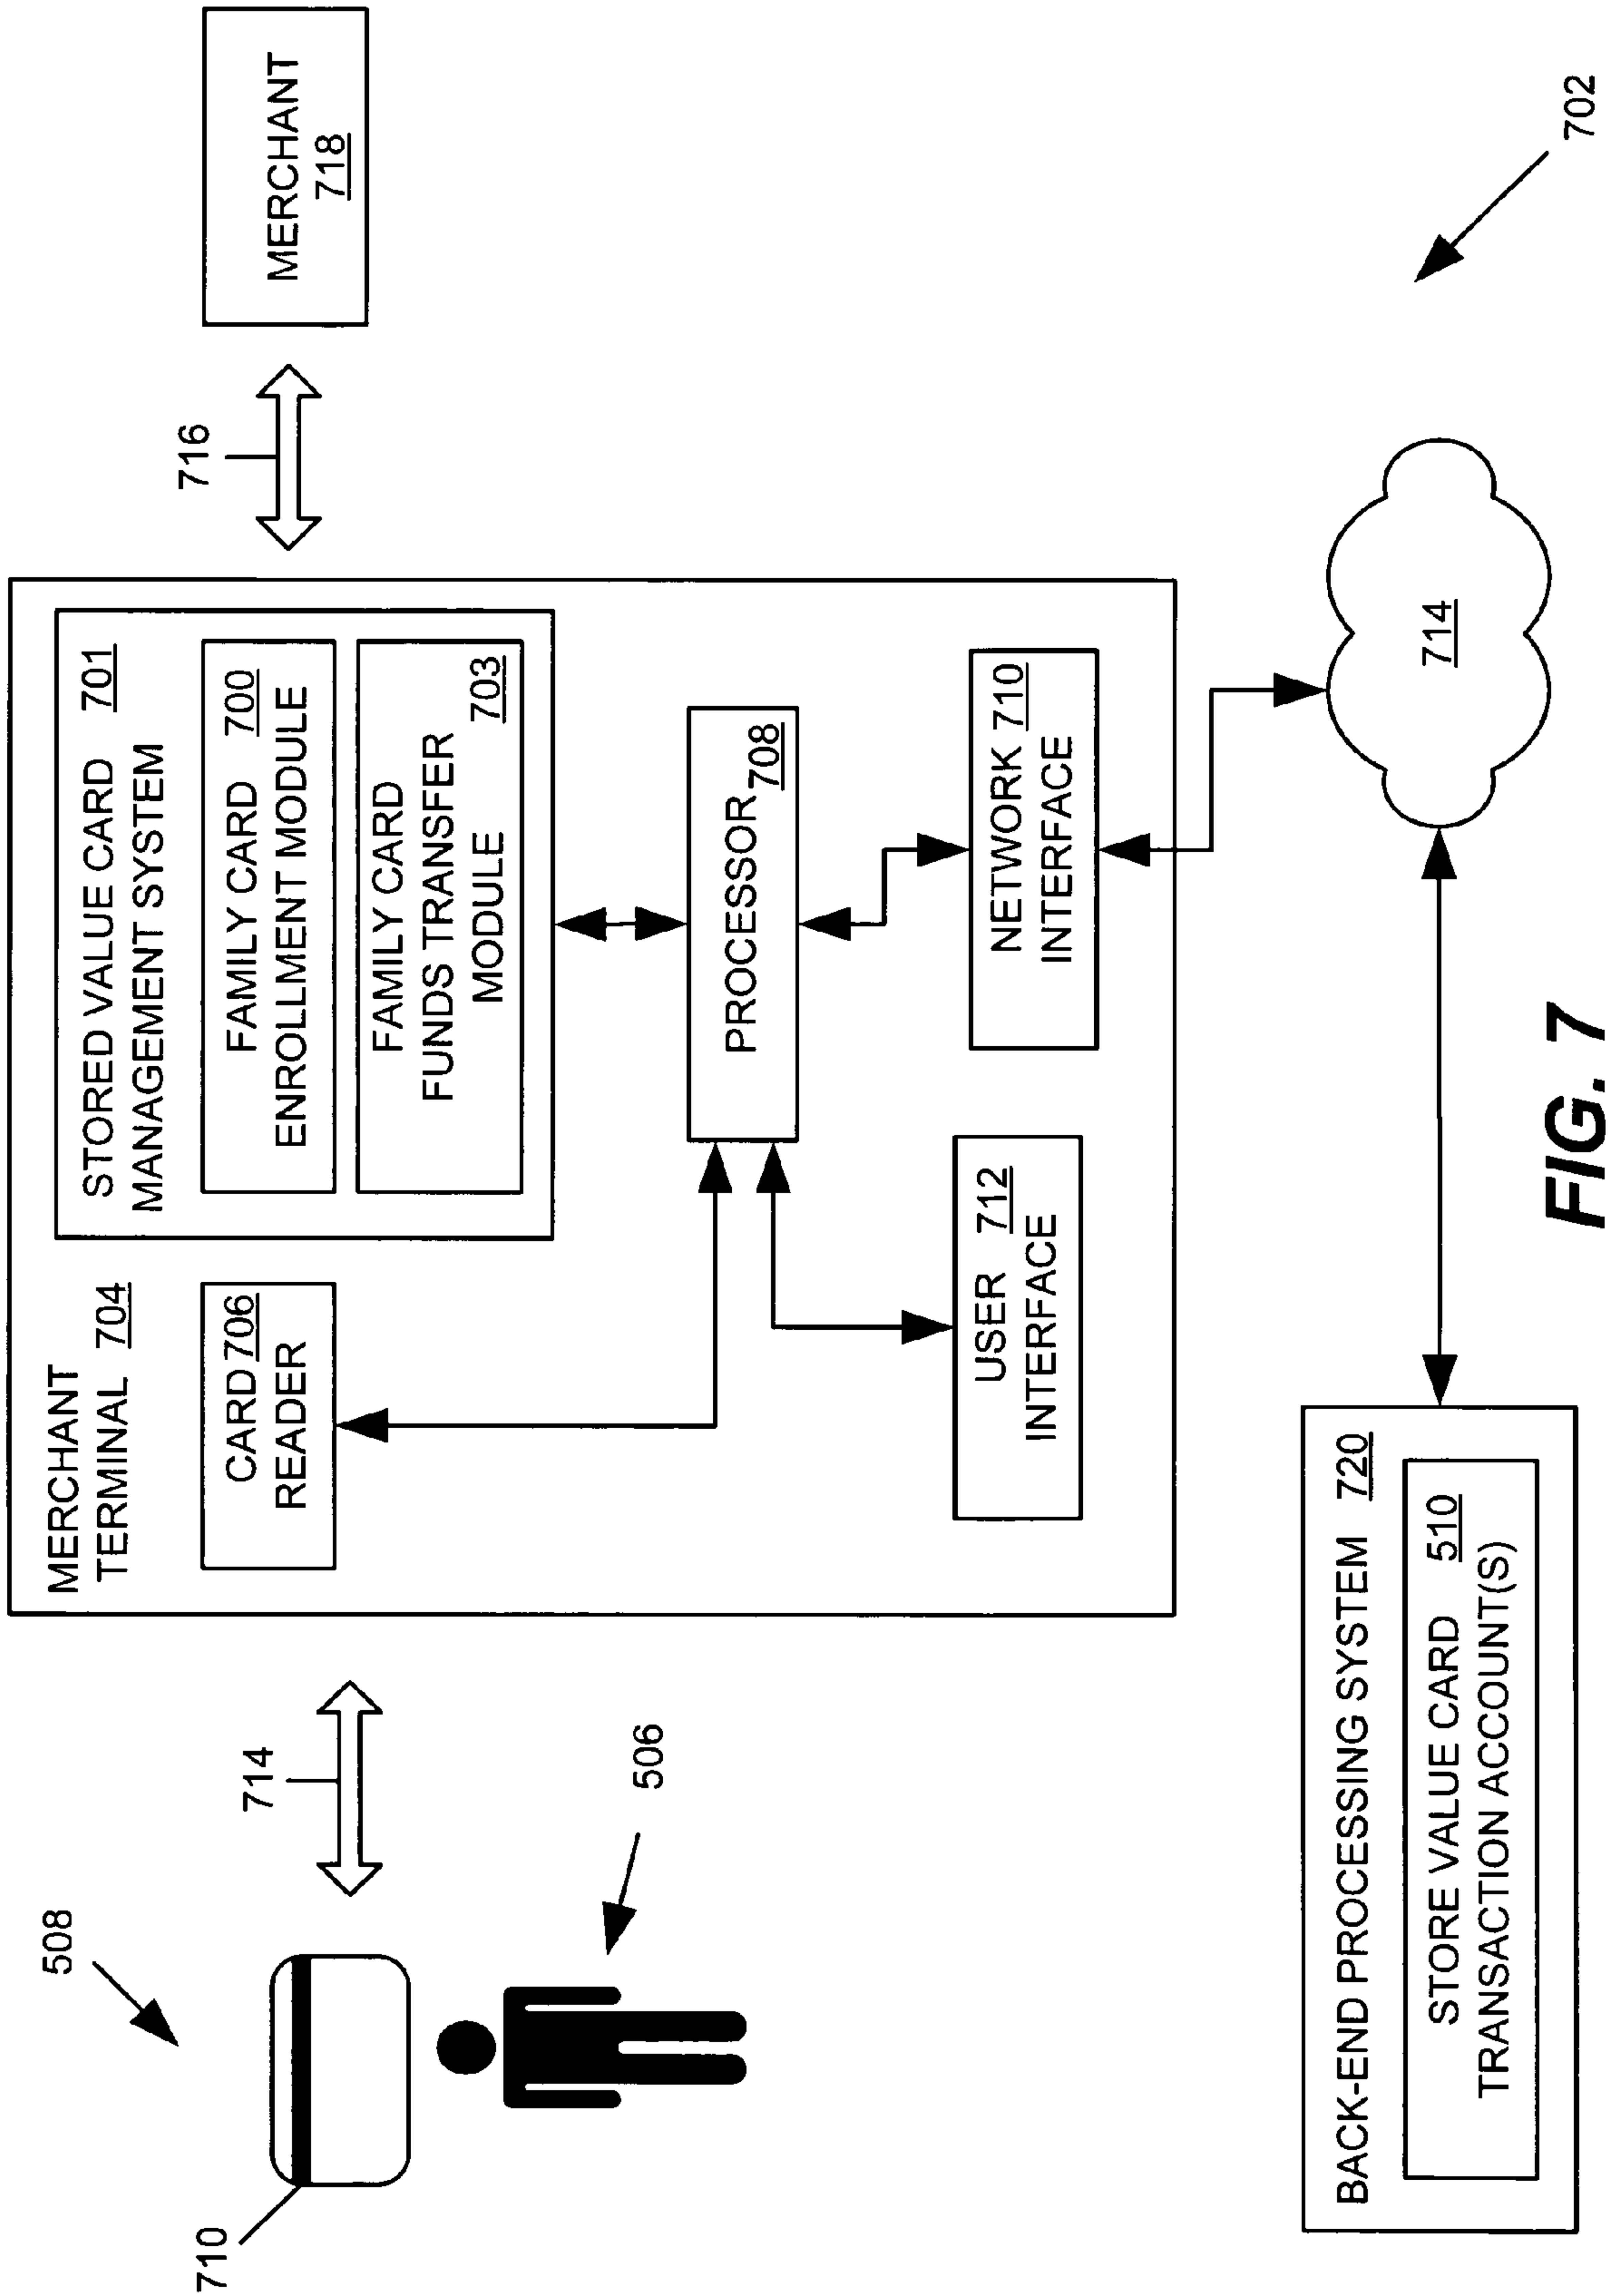 508
710
714
506
MERCHANT
TERMINAL 704
STORED VALUE CARD 701
MANAGEMENT SYSTEM
CARD 706
READER
FAMILY CARD 700
ENROLLMENT MODULE
FAMILY CARD
FUNDS TRANSFER 703
MODULE
PROCESSOR 708
USER 712
INTERFACE
NETWORK 710
INTERFACE
716
MERCHANT
718
BACK-END PROCESSING SYSTEM 720
STORE VALUE CARD 510
TRANSACTION ACCOUNT(S)
714
702
FIG. 7